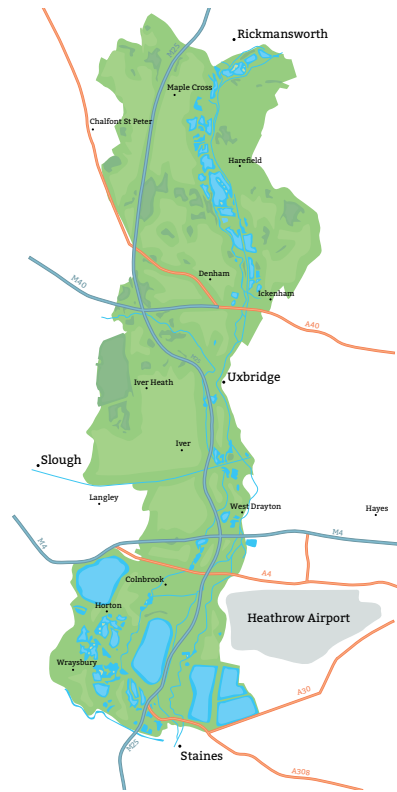 Rickmansworth
M25
Maple Cross
Chalfont St Peter
Harefield
Denham
M40
Ickenham
A40
Uxbridge
Iver Heath
Iver
Slough
Langley
West Drayton
Hayes
M4
M4
A4
Colnbrook
Horton
Heathrow Airport
Wraysbury
A30
M25
Staines
A308